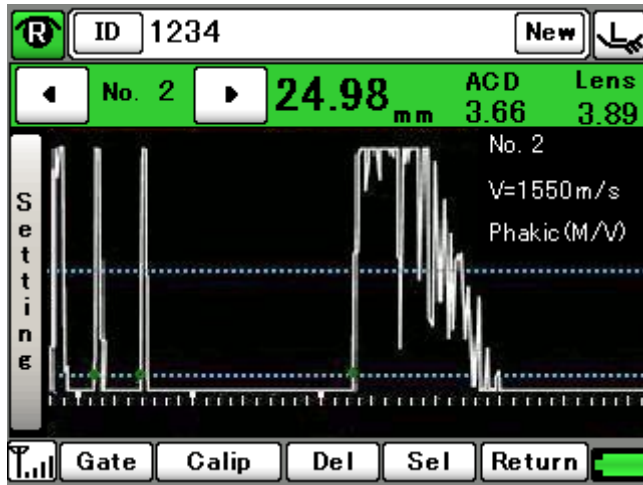 R ID 1234 New
No. 2 24.98 mm ACD 3.66 Lens 3.89
No. 2
V=1550m/s
Phakic(M/V)
Setting
Gate Calip Del Sel Return